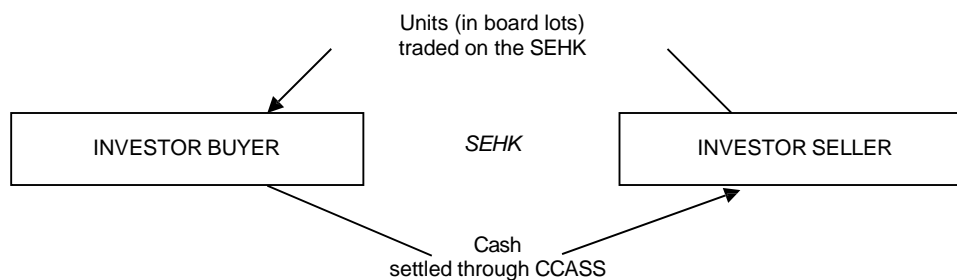 Units (in board lots)
traded on the SEHK
INVESTOR BUYER
SEHK
INVESTOR SELLER
Cash
settled through CCASS